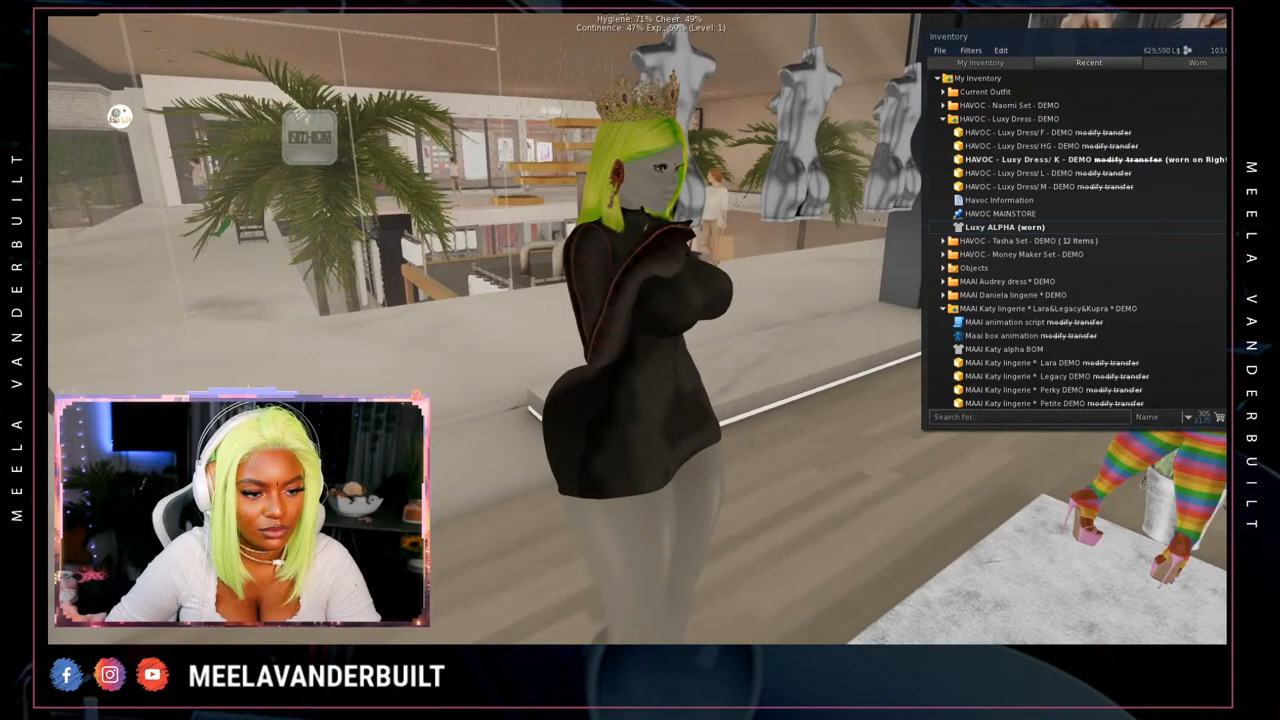 Hygiene: 71% Cheer: 49%
Continence: 47% Exp.: 59% (Level: 1)
Inventory
File Filters Edit
629,590 L$
103,
My Inventory Recent Worn
My Inventory
Current Outfit
HAVOC - Naomi Set - DEMO
HAVOC - Luxy Dress - DEMO
HAVOC - Luxy Dress/ F - DEMO modify transfer
HAVOC - Luxy Dress/ HG - DEMO modify transfer
HAVOC - Luxy Dress/ K - DEMO modify transfer (worn on Right
HAVOC - Luxy Dress/ L - DEMO modify transfer
HAVOC - Luxy Dress/ M - DEMO modify transfer
Havoc Information
HAVOC MAINSTORE
Luxy ALPHA (worn)
HAVOC - Tasha Set - DEMO ( 12 Items )
HAVOC - Money Maker Set - DEMO
Objects
MAAI Audrey dress * DEMO
MAAI Daniela lingerie * DEMO
MAAI Katy lingerie * Lara&Legacy&Kupra * DEMO
MAAI animation script modify transfer
Maai box animation modify transfer
MAAI Katy alpha BOM
MAAI Katy lingerie * Lara DEMO modify transfer
MAAI Katy lingerie * Legacy DEMO modify transfer
MAAI Katy lingerie * Perky DEMO modify transfer
MAAI Katy lingerie * Petite DEMO modify transfer
Search for...
Name
305
MEELA VANDERBUILT
MEELA VANDERBUILT
MEELAVANDERBUILT